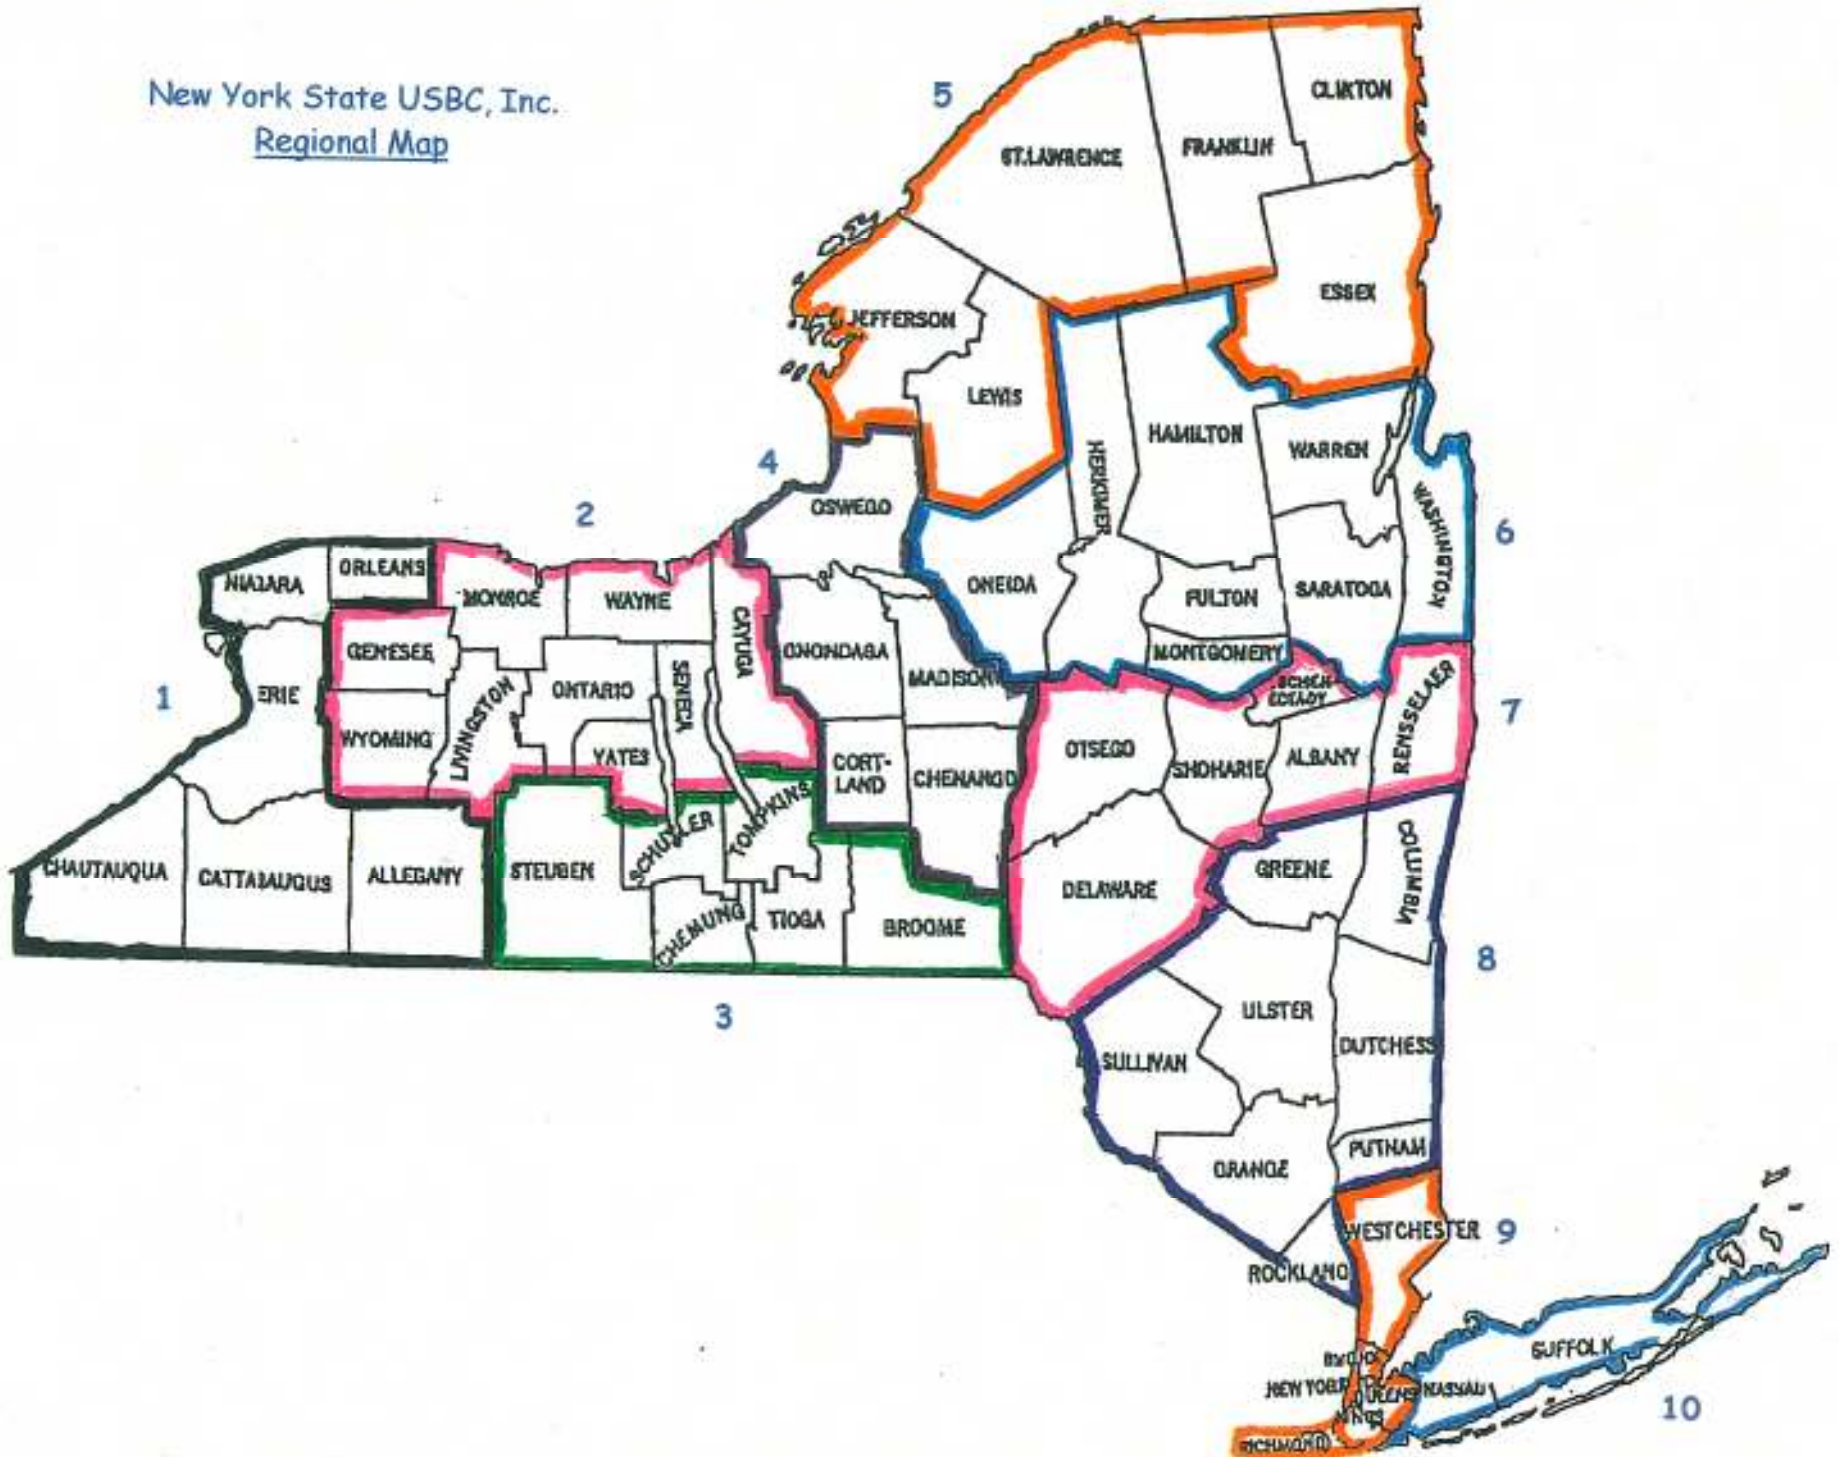 New York State USBC, Inc.
Regional Map
5
CLINTON
ST.LAWRENCE
FRANKLIN
ESSEX
JEFFERSON
LEWIS
HAMILTON
WARREN
HERKIMER
4
OSWEGO
WASHINGTON
6
2
NIAGARA
ORLEANS
MONROE
WAYNE
CAYUGA
ONEIDA
FULTON
SARATOGA
GENESEE
ONONDAGA
MADISON
MONTGOMERY
1
ERIE
ONTARIO
SENECA
SCHEN-
ECTADY
RENSSELAER
7
WYOMING
LIVINGSTON
YATES
CORT-
LAND
CHENANGO
OTSEGO
SHOHARIE
ALBANY
CHAUTAUQUA
CATTARAUGUS
ALLEGANY
STEUBEN
SCHUYLER
TOMPKINS
DELAWARE
GREENE
COLUMBIA
CHEMUNG
TIOGA
BROOME
8
3
ULSTER
SULLIVAN
DUTCHESS
ORANGE
PUTNAM
WESTCHESTER
9
ROCKLAND
SUFFOLK
NEW YORK
QUEENS
NASSAU
10
KINGS
RICHMOND